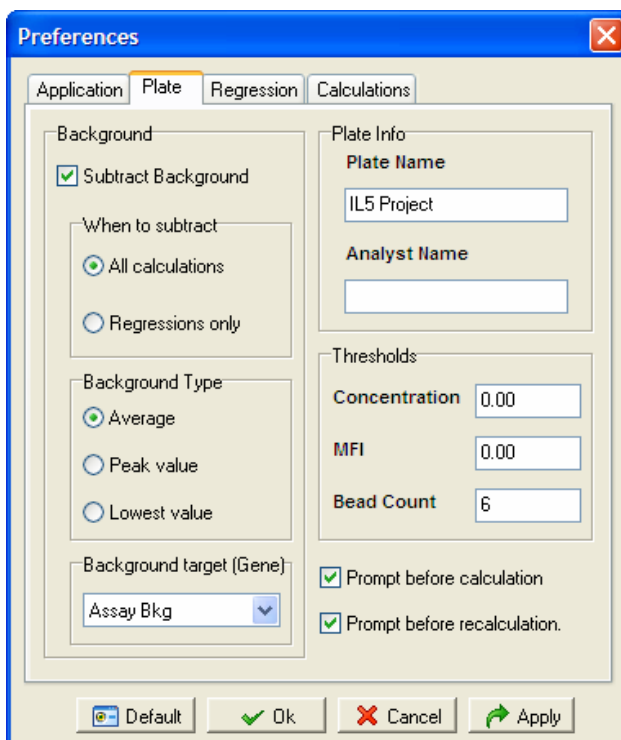 Preferences
Application
Plate
Regression
Calculations
Background
Subtract Background
When to subtract
All calculations
Regressions only
Background Type
Average
Peak value
Lowest value
Background target (Gene)
Assay Bkg
Plate Info
Plate Name
IL5 Project
Analyst Name
Thresholds
Concentration 0.00
MFI 0.00
Bead Count 6
Prompt before calculation
Prompt before recalculation.
Default
Ok
Cancel
Apply